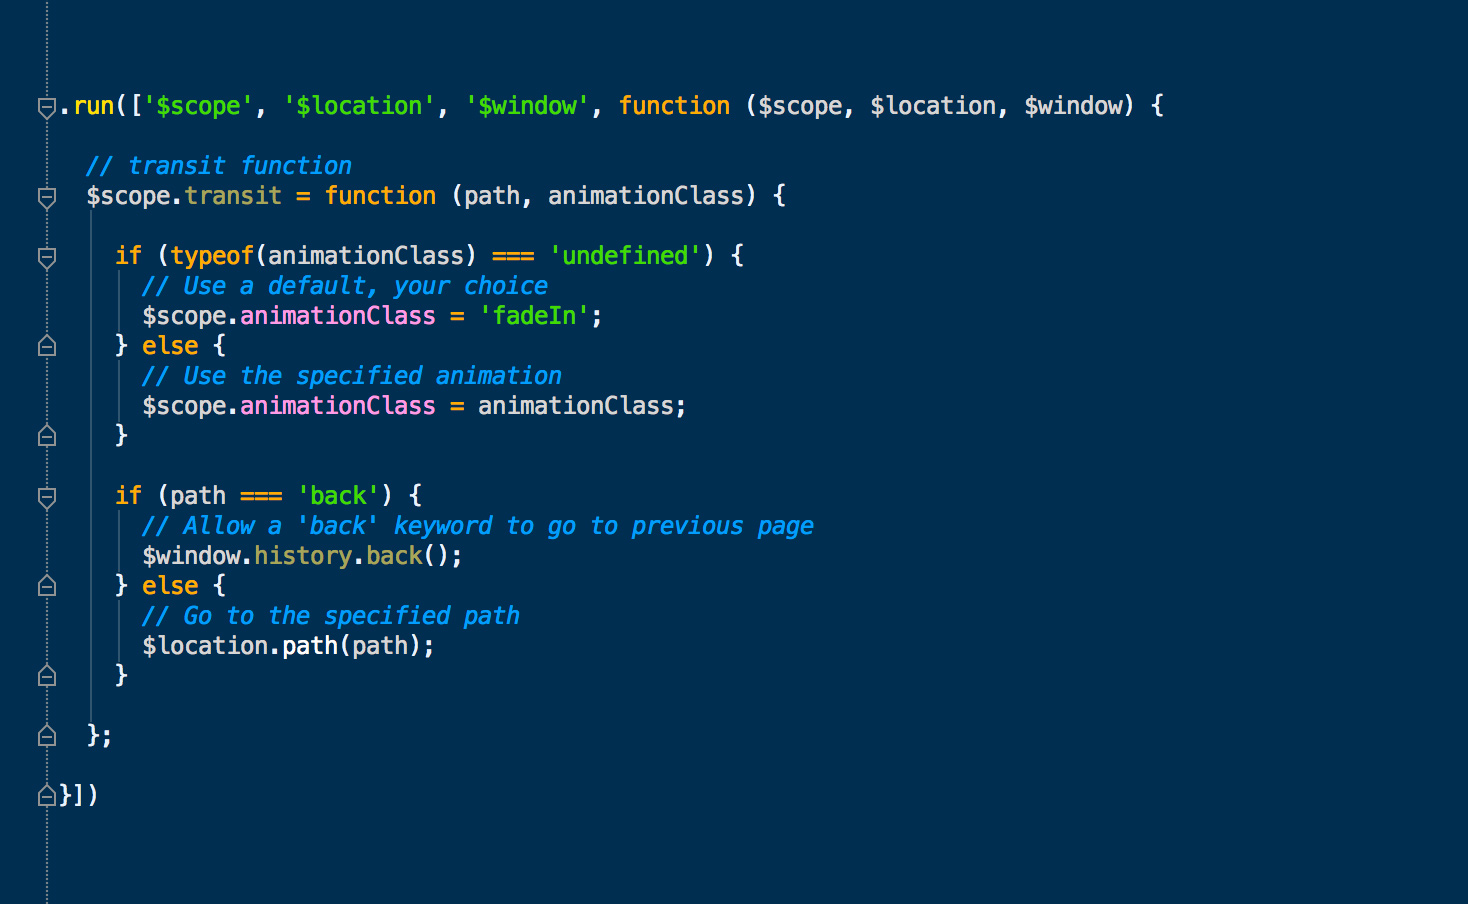 .run(['$scope', '$location', '$window', function ($scope, $location, $window) {
// transit function
$scope.transit = function (path, animationClass) {
if (typeof(animationClass) === 'undefined') {
// Use a default, your choice
$scope.animationClass = 'fadeIn';
} else {
// Use the specified animation
$scope.animationClass = animationClass;
}
if (path === 'back') {
// Allow a 'back' keyword to go to previous page
$window.history.back();
} else {
// Go to the specified path
$location.path(path);
}
};
}])